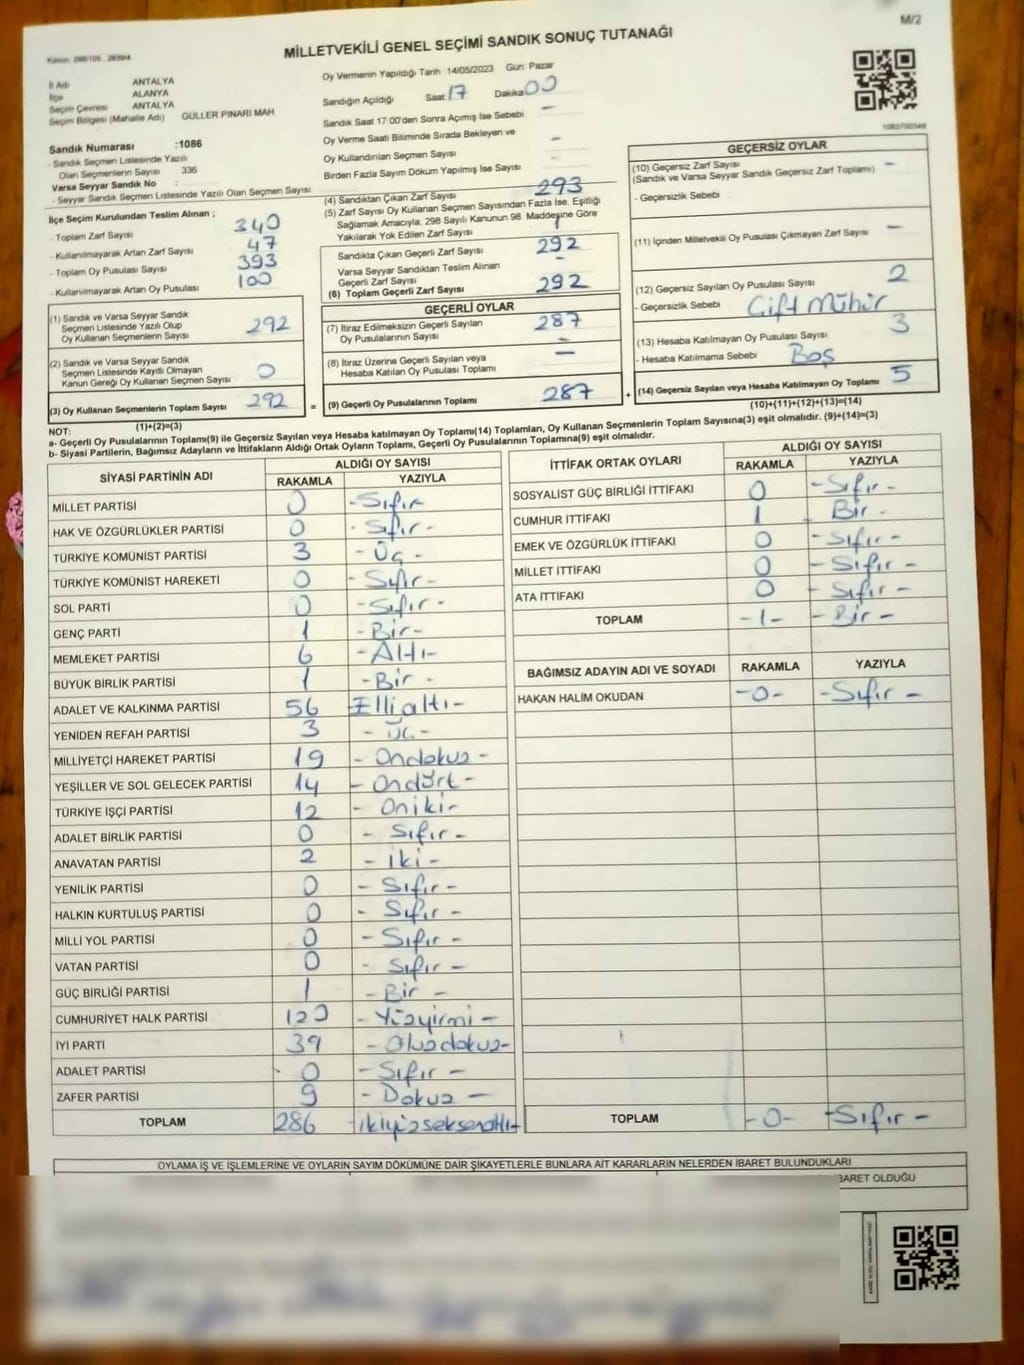 M/2
MİLLETVEKİLİ GENEL SEÇİMİ SANDIK SONUÇ TUTANAĞI
İl Adı ANTALYA
İlçe ALANYA
Seçim Çevresi ANTALYA
Seçim Bölgesi (Mahalle Adı) GÜLLER PINARI MAH
Sandık Numarası :1086
- Sandık Seçmen Listesinde Yazılı
Olan Seçmenlerin Sayısı 336
Varsa Seyyar Sandık No :
- Seyyar Sandık Seçmen Listesinde Yazılı Olan Seçmen Sayısı
Oy Vermenin Yapıldığı Tarih 14/05/2023 Gün: Pazar
Sandığın Açıldığı Saat 17 Dakika 00
Sandık Saat 17:00'den Sonra Açımış İse Sebebi –
Oy Verme Saati Bitiminde Sırada Bekleyen ve
Oy Kullandırılan Seçmen Sayısı –
Birden Fazla Sayım Döküm Yapılmış İse Sayısı –
İlçe Seçim Kurulundan Teslim Alınan ;
- Toplam Zarf Sayısı 340
- Kullanılmayarak Artan Zarf Sayısı 47
- Toplam Oy Pusulası Sayısı 393
- Kullanılmayarak Artan Oy Pusulası 100
(4) Sandıktan Çıkan Zarf Sayısı 293
(5) Zarf Sayısı Oy Kullanan Seçmen Sayısından Fazla İse, Eşitliği
Sağlamak Amacıyla, 298 Sayılı Kanunun 98. Maddesine Göre
Yakılarak Yok Edilen Zarf Sayısı 1
Sandıkta Çıkan Geçerli Zarf Sayısı 292
Varsa Seyyar Sandıktan Teslim Alınan
Geçerli Zarf Sayısı –
(6) Toplam Geçerli Zarf Sayısı 292
GEÇERSİZ OYLAR
(10) Geçersiz Zarf Sayısı –
(Sandık ve Varsa Seyyar Sandık Geçersiz Zarf Toplamı)
- Geçersizlik Sebebi
(11) İçinden Milletvekili Oy Pusulası Çıkmayan Zarf Sayısı –
(12) Geçersiz Sayılan Oy Pusulası Sayısı 2
- Geçersizlik Sebebi Çift Mühür
(13) Hesaba Katılmayan Oy Pusulası Sayısı 3
- Hesaba Katılmama Sebebi Boş
(14) Geçersiz Sayılan veya Hesaba Katılmayan Oy Toplamı 5
(10)+(11)+(12)+(13)=(14)
(1) Sandık ve Varsa Seyyar Sandık
Seçmen Listesinde Yazılı Olup
Oy Kullanan Seçmenlerin Sayısı 292
(2) Sandık ve Varsa Seyyar Sandık
Seçmen Listesinde Kayıtlı Olmayan
Kanun Gereği Oy Kullanan Seçmen Sayısı 0
(3) Oy Kullanan Seçmenlerin Toplam Sayısı 292
(1)+(2)=(3)
GEÇERLİ OYLAR
(7) İtiraz Edilmeksizin Geçerli Sayılan
Oy Pusulalarının Sayısı 287
(8) İtiraz Üzerine Geçerli Sayılan veya
Hesaba Katılan Oy Pusulası Toplamı –
= (9) Geçerli Oy Pusulalarının Toplamı 287 +
NOT:
a- Geçerli Oy Pusulalarının Toplamı(9) ile Geçersiz Sayılan veya Hesaba katılmayan Oy Toplamı(14) Toplamları, Oy Kullanan Seçmenlerin Toplam Sayısına(3) eşit olmalıdır. (9)+(14)=(3)
b- Siyasi Partilerin, Bağımsız Adayların ve İttifakların Aldığı Ortak Oyların Toplamı, Geçerli Oy Pusulalarının Toplamına(9) eşit olmalıdır.
SİYASİ PARTİNİN ADI ALDIĞI OY SAYISI
RAKAMLA YAZIYLA
MİLLET PARTİSİ 0 -Sıfır
HAK VE ÖZGÜRLÜKLER PARTİSİ 0 - Sıfır -
TÜRKİYE KOMÜNİST PARTİSİ 3 - Üç -
TÜRKİYE KOMÜNİST HAREKETİ 0 - Sıfır -
SOL PARTİ 0 -Sıfır -
GENÇ PARTİ 1 -Bir-
MEMLEKET PARTİSİ 6 -Altı-
BÜYÜK BİRLİK PARTİSİ 1 -Bir-
ADALET VE KALKINMA PARTİSİ 56 Ellialtı-
YENİDEN REFAH PARTİSİ 3 - Üç -
MİLLİYETÇİ HAREKET PARTİSİ 19 - Ondokuz -
YEŞİLLER VE SOL GELECEK PARTİSİ 14 - Ondört -
TÜRKİYE İŞÇİ PARTİSİ 12 - Oniki-
ADALET BİRLİK PARTİSİ 0 - Sıfır -
ANAVATAN PARTİSİ 2 - İki -
YENİLİK PARTİSİ 0 - Sıfır -
HALKIN KURTULUŞ PARTİSİ 0 - Sıfır -
MİLLİ YOL PARTİSİ 0 - Sıfır -
VATAN PARTİSİ 0 - Sıfır -
GÜÇ BİRLİĞİ PARTİSİ 1 - Bir -
CUMHURİYET HALK PARTİSİ 120 - Yüzyirmi -
İYİ PARTİ 39 - Otuzdokuz-
ADALET PARTİSİ 0 - Sıfır -
ZAFER PARTİSİ 9 - Dokuz -
TOPLAM 286 -ikiyüzseksenaltı-
İTTİFAK ORTAK OYLARI ALDIĞI OY SAYISI
RAKAMLA YAZIYLA
SOSYALİST GÜÇ BİRLİĞİ İTTİFAKI 0 -Sıfır-
CUMHUR İTTİFAKI 1 Bir -
EMEK VE ÖZGÜRLÜK İTTİFAKI 0 -Sıfır -
MİLLET İTTİFAKI 0 - Sıfır -
ATA İTTİFAKI 0 - Sıfır -
TOPLAM -1- - Bir -
BAĞIMSIZ ADAYIN ADI VE SOYADI RAKAMLA YAZIYLA
HAKAN HALİM OKUDAN -0- -Sıfır -
TOPLAM -0- -Sıfır -
OYLAMA İŞ VE İŞLEMLERİNE VE OYLARIN SAYIM DÖKÜMÜNE DAİR ŞİKAYETLERLE BUNLARA AİT KARARLARIN NELERDEN İBARET BULUNDUKLARI
BARET OLDUĞU